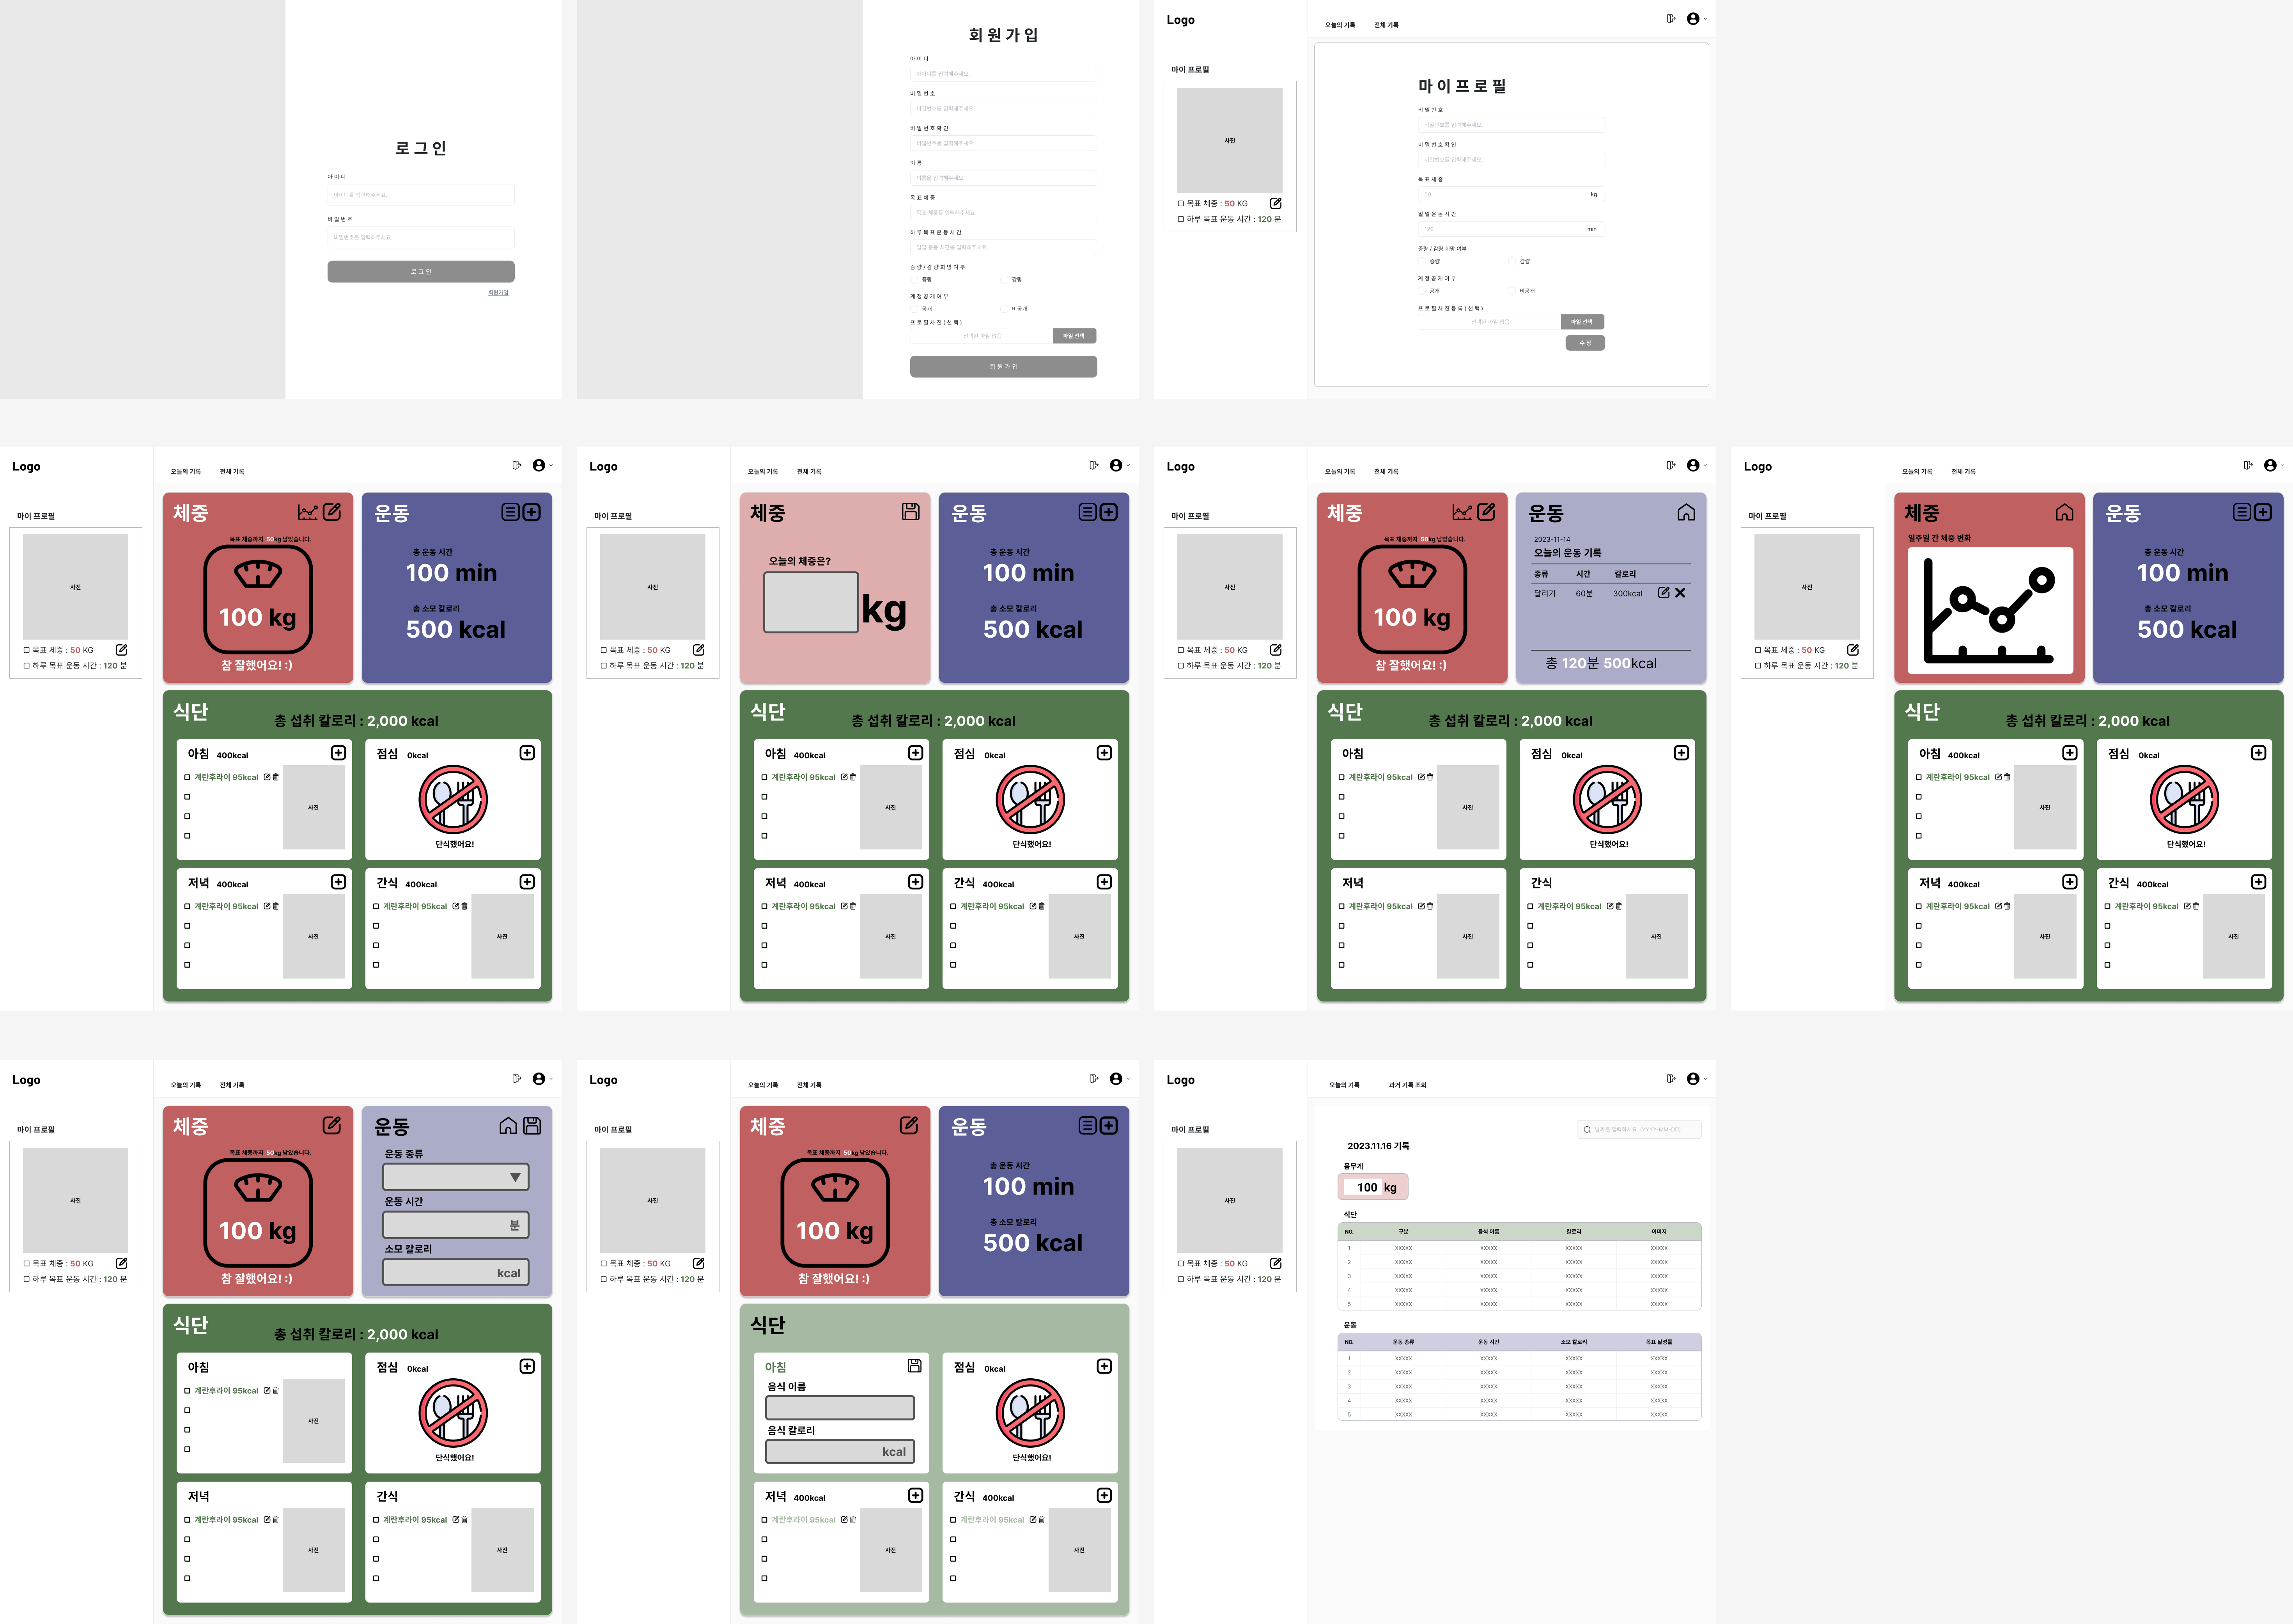 로 그 인
아 이 디
아이디를 입력해주세요.
비 밀 번 호
비밀번호를 입력해주세요.
로 그 인
회원가입
회 원 가 입
아 이 디
아이디를 입력해주세요.
비 밀 번 호
비밀번호를 입력해주세요.
비 밀 번 호 확 인
비밀번호를 입력해주세요.
이 름
이름을 입력해주세요.
목 표 체 중
목표 체중을 입력해주세요.
하 루 목 표 운 동 시 간
일일 운동 시간를 입력해주세요.
증 량 / 감 량 희 망 여 부
증량 감량
계 정 공 개 여 부
공개 비공개
프 로 필 사 진 ( 선 택 )
선택된 파일 없음 파일 선택
회 원 가 입
Logo
오늘의 기록 전체 기록
마이 프로필
사진
목표 체중 : 50 KG
하루 목표 운동 시간 : 120 분
마 이 프 로 필
비 밀 번 호
비밀번호를 입력해주세요.
비 밀 번 호 확 인
비밀번호를 입력해주세요.
목 표 체 중
50 kg
일 일 운 동 시 간
120 min
증량 / 감량 희망 여부
증량 감량
계 정 공 개 여 부
공개 비공개
프 로 필 사 진 등 록 ( 선 택 )
선택된 파일 없음 파일 선택
수 정
Logo
오늘의 기록 전체 기록
마이 프로필
사진
목표 체중 : 50 KG
하루 목표 운동 시간 : 120 분
체중
목표 체중까지 50kg 남았습니다.
100 kg
참 잘했어요! :)
운동
총 운동 시간
100 min
총 소모 칼로리
500 kcal
식단
총 섭취 칼로리 : 2,000 kcal
아침 400kcal
계란후라이 95kcal
사진
점심 0kcal
단식했어요!
저녁 400kcal
계란후라이 95kcal
사진
간식 400kcal
계란후라이 95kcal
사진
Logo
오늘의 기록 전체 기록
마이 프로필
사진
목표 체중 : 50 KG
하루 목표 운동 시간 : 120 분
체중
오늘의 체중은?
kg
운동
총 운동 시간
100 min
총 소모 칼로리
500 kcal
식단
총 섭취 칼로리 : 2,000 kcal
아침 400kcal
계란후라이 95kcal
사진
점심 0kcal
단식했어요!
저녁 400kcal
계란후라이 95kcal
사진
간식 400kcal
계란후라이 95kcal
사진
Logo
오늘의 기록 전체 기록
마이 프로필
사진
목표 체중 : 50 KG
하루 목표 운동 시간 : 120 분
체중
목표 체중까지 50kg 남았습니다.
100 kg
참 잘했어요! :)
운동
2023-11-14
오늘의 운동 기록
종류 시간 칼로리
달리기 60분 300kcal
총 120분 500kcal
식단
총 섭취 칼로리 : 2,000 kcal
아침
계란후라이 95kcal
사진
점심 0kcal
단식했어요!
저녁
계란후라이 95kcal
사진
간식
계란후라이 95kcal
사진
Logo
오늘의 기록 전체 기록
마이 프로필
사진
목표 체중 : 50 KG
하루 목표 운동 시간 : 120 분
체중
일주일 간 체중 변화
운동
총 운동 시간
100 min
총 소모 칼로리
500 kcal
식단
총 섭취 칼로리 : 2,000 kcal
아침 400kcal
계란후라이 95kcal
사진
점심 0kcal
단식했어요!
저녁 400kcal
계란후라이 95kcal
사진
간식 400kcal
계란후라이 95kcal
사진
Logo
오늘의 기록 전체 기록
마이 프로필
사진
목표 체중 : 50 KG
하루 목표 운동 시간 : 120 분
체중
목표 체중까지 50kg 남았습니다.
100 kg
참 잘했어요! :)
운동
운동 종류
운동 시간
분
소모 칼로리
kcal
식단
총 섭취 칼로리 : 2,000 kcal
아침
계란후라이 95kcal
사진
점심 0kcal
단식했어요!
저녁
계란후라이 95kcal
사진
간식
계란후라이 95kcal
사진
Logo
오늘의 기록 전체 기록
마이 프로필
사진
목표 체중 : 50 KG
하루 목표 운동 시간 : 120 분
체중
목표 체중까지 50kg 남았습니다.
100 kg
참 잘했어요! :)
운동
총 운동 시간
100 min
총 소모 칼로리
500 kcal
식단
아침
음식 이름
음식 칼로리
kcal
점심 0kcal
단식했어요!
저녁 400kcal
계란후라이 95kcal
사진
간식 400kcal
계란후라이 95kcal
사진
Logo
오늘의 기록 과거 기록 조회
마이 프로필
사진
목표 체중 : 50 KG
하루 목표 운동 시간 : 120 분
날짜를 입력하세요. (YYYY-MM-DD)
2023.11.16 기록
몸무게
100 kg
식단
NO. 구분 음식 이름 칼로리 이미지
1 XXXXX XXXXX XXXXX XXXXX
2 XXXXX XXXXX XXXXX XXXXX
3 XXXXX XXXXX XXXXX XXXXX
4 XXXXX XXXXX XXXXX XXXXX
5 XXXXX XXXXX XXXXX XXXXX
운동
NO. 운동 종류 운동 시간 소모 칼로리 목표 달성률
1 XXXXX XXXXX XXXXX XXXXX
2 XXXXX XXXXX XXXXX XXXXX
3 XXXXX XXXXX XXXXX XXXXX
4 XXXXX XXXXX XXXXX XXXXX
5 XXXXX XXXXX XXXXX XXXXX